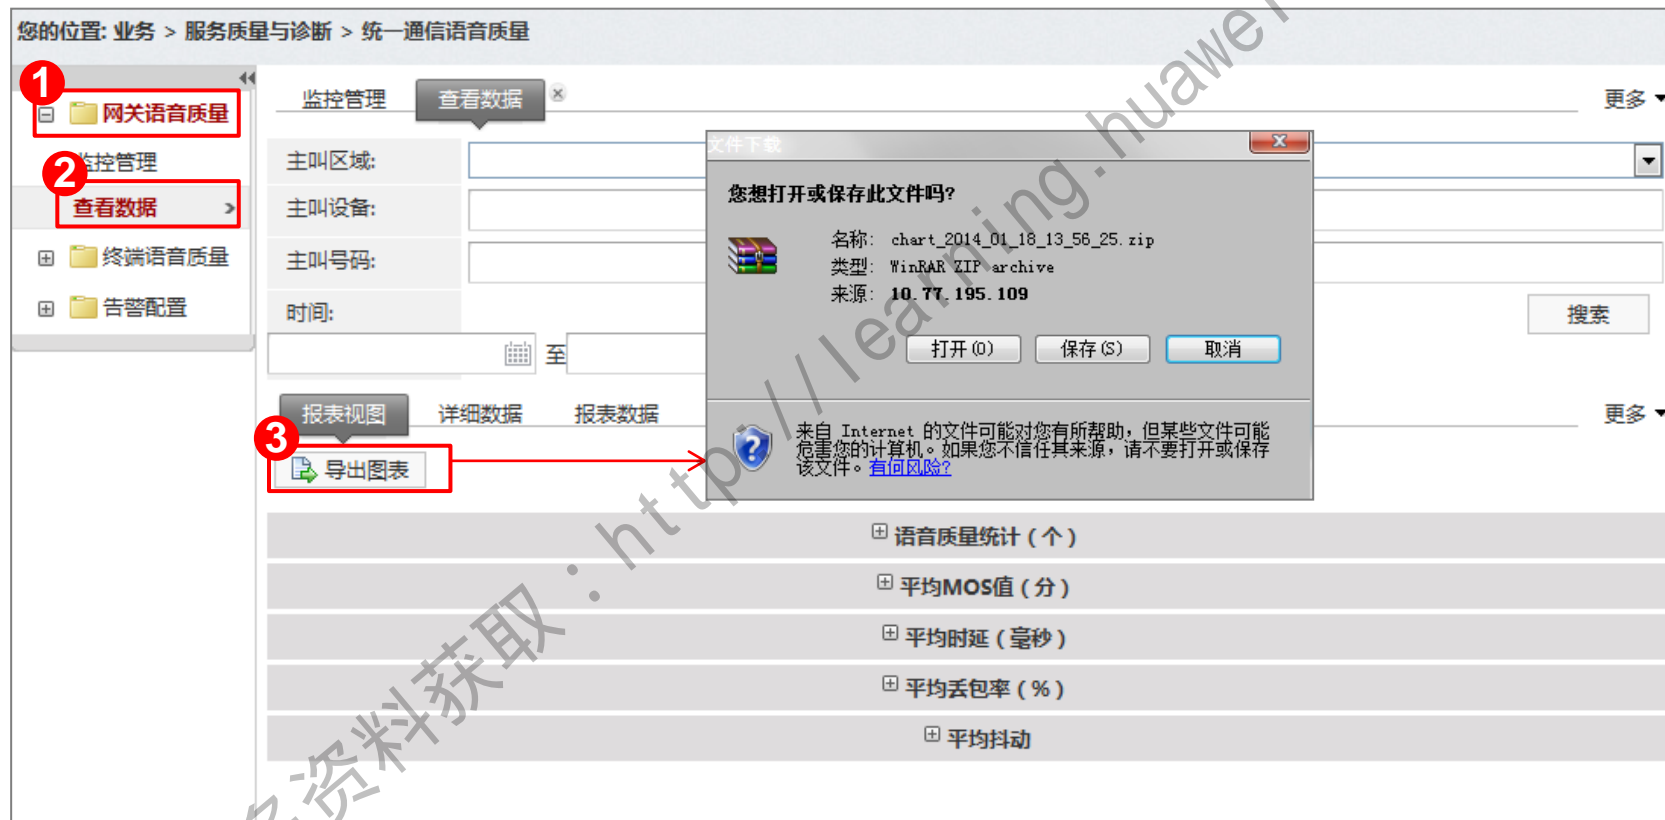 您的位置: 业务 > 服务质量与诊断 > 统一通信语音质量
1
网关语音质量
监控管理
2
查看数据
终端语音质量
告警配置
监控管理
查看数据
更多
主叫区域:
主叫设备:
主叫号码:
时间:
至
搜索
报表视图
详细数据
报表数据
更多
3
导出图表
文件下载
您想打开或保存此文件吗?
名称: chart_2014_01_18_13_56_25.zip
类型: WinRAR ZIP archive
来源: 10.77.195.109
打开(O)
保存(S)
取消
来自 Internet 的文件可能对您有所帮助，但某些文件可能
危害您的计算机。如果您不信任其来源，请不要打开或保存
该文件。有何风险?
语音质量统计 ( 个 )
平均MOS值 ( 分 )
平均时延 ( 毫秒 )
平均丢包率 ( % )
平均抖动
资料获取：http://learning.huawei